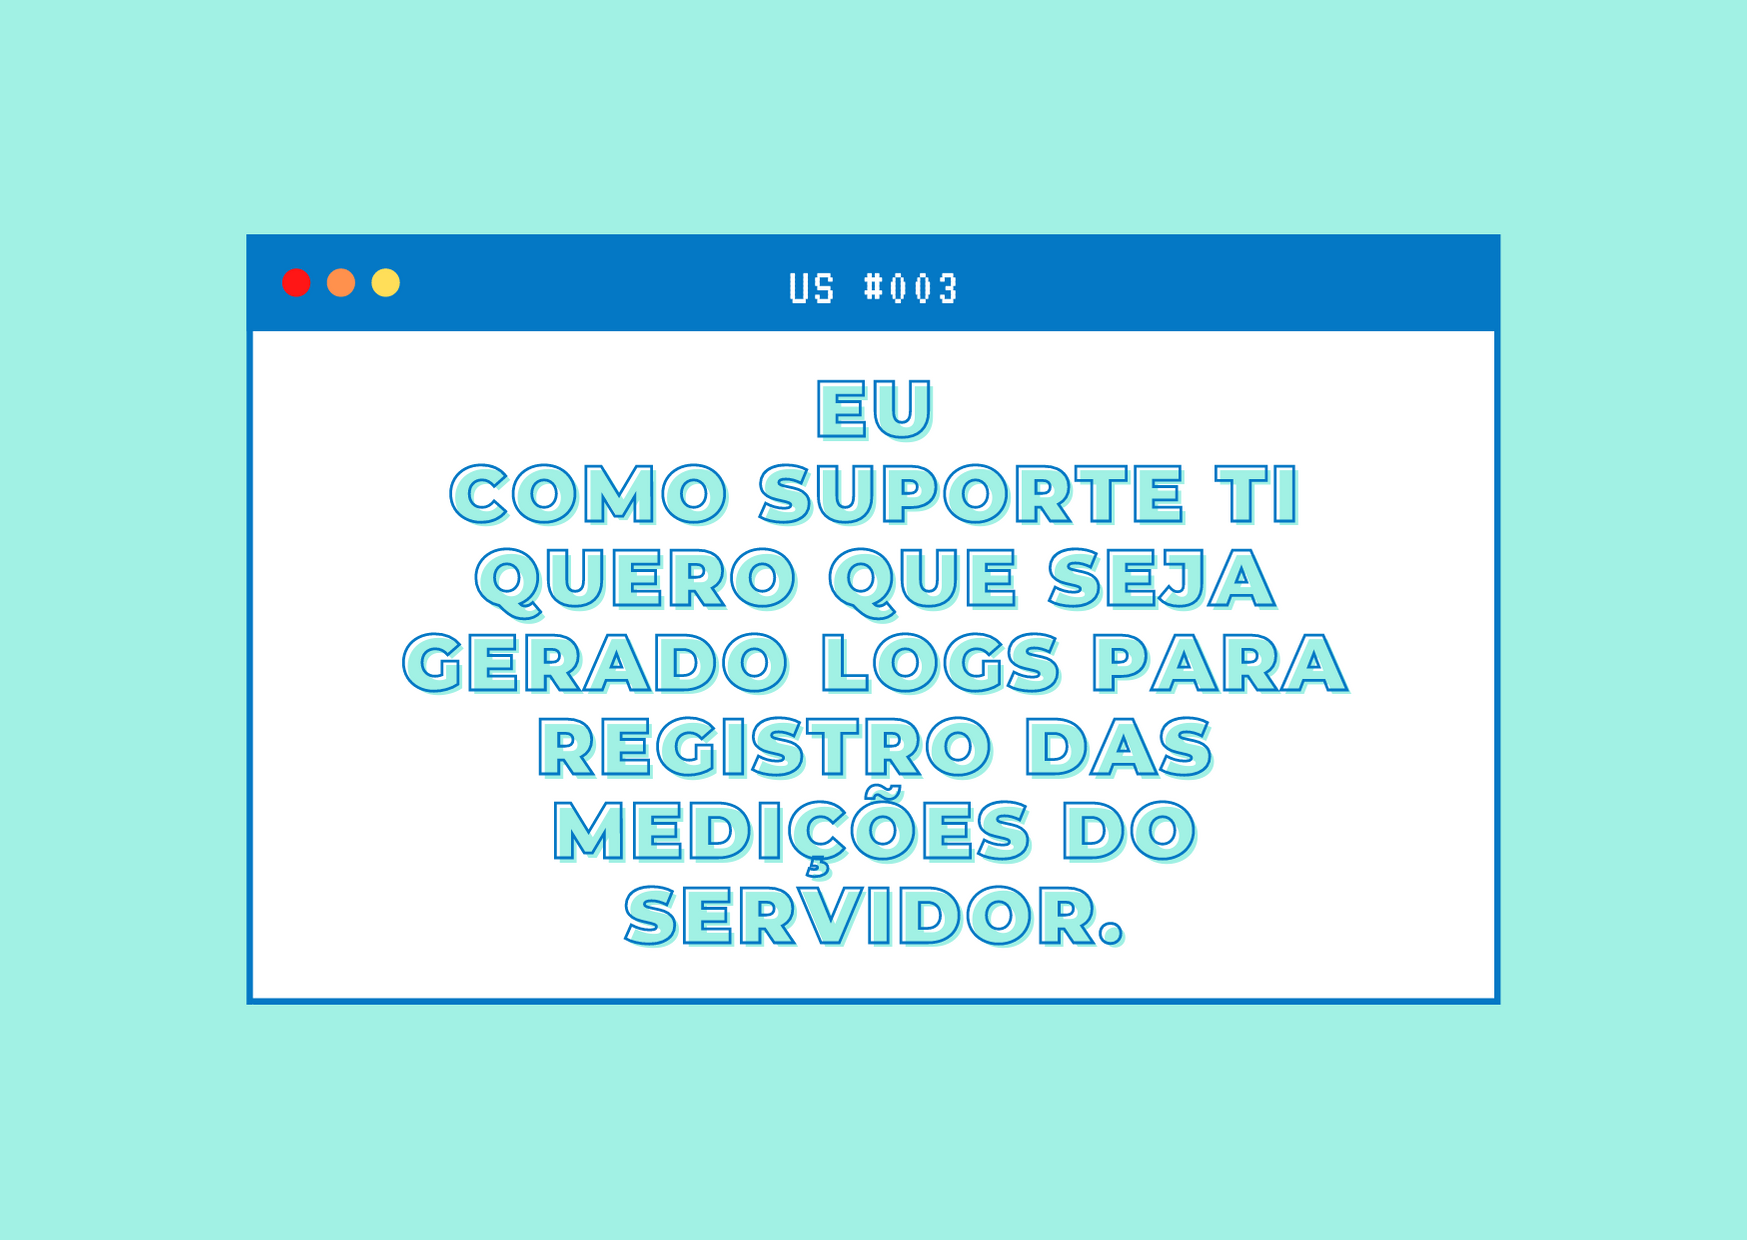 US #003
EU
COMO SUPORTE TI
QUERO QUE SEJA
GERADO LOGS PARA
REGISTRO DAS
MEDIÇÕES DO
SERVIDOR.